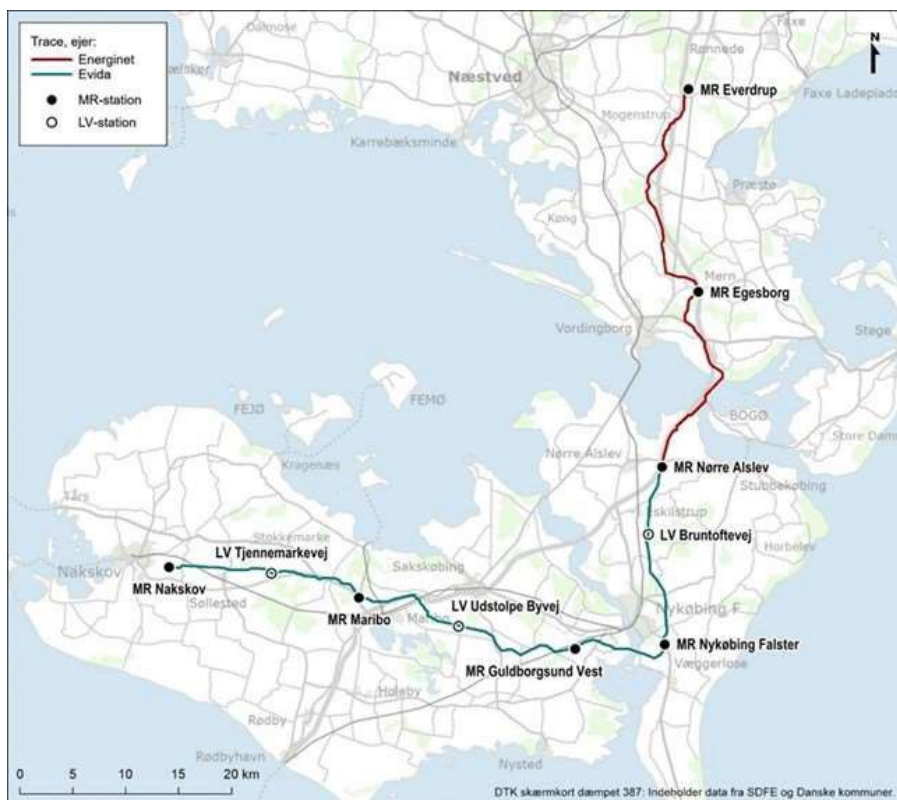 Trace, ejer:
Energinet
Evida
MR-station
LV-station
N
Dalmose
Rønnede
Faxe
Næstved
MR Everdrup
Faxe Ladeplads
Mogenstrup
Karrebæksminde
Præstø
Køng
Mern
MR Egesborg
Vordingborg
Stege
FEMØ
FEJØ
BOGØ
Kragenæs
Nørre Alslev
MR Nørre Alslev
Store Dam
Stubbekøbing
Tårs
Eskilstrup
LV Bruntoftevej
Stokkemarke
Horbelev
LV Tjennemarkevej
Sakskøbing
Nakskov
MR Nakskov
Søllested
LV Udstolpe Byvej
Nykøbing F
MR Maribo
MR Nykøbing Falster
Væggerløse
MR Guldborgsund Vest
Holeby
Rødby
Rødbyhavn
Nysted
0 5 10 15 20 km
DTK skærmkort dæmpet 387: Indeholder data fra SDFE og Danske kommuner.